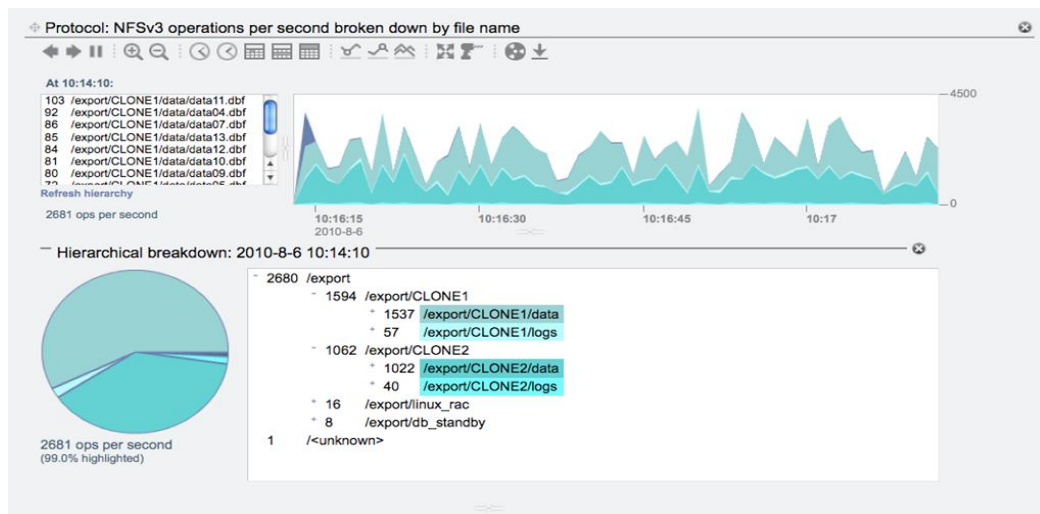 Protocol: NFSv3 operations per second broken down by file name
At 10:14:10:
103 /export/CLONE1/data/data11.dbf
92 /export/CLONE1/data/data04.dbf
86 /export/CLONE1/data/data07.dbf
85 /export/CLONE1/data/data13.dbf
84 /export/CLONE1/data/data12.dbf
81 /export/CLONE1/data/data10.dbf
80 /export/CLONE1/data/data09.dbf
Refresh hierarchy
2681 ops per second
4500
0
10:16:15 10:16:30 10:16:45 10:17
2010-8-6
Hierarchical breakdown: 2010-8-6 10:14:10
- 2680 /export
- 1594 /export/CLONE1
+ 1537 /export/CLONE1/data
+ 57 /export/CLONE1/logs
- 1062 /export/CLONE2
+ 1022 /export/CLONE2/data
+ 40 /export/CLONE2/logs
+ 16 /export/linux_rac
+ 8 /export/db_standby
1 /<unknown>
2681 ops per second
(99.0% highlighted)